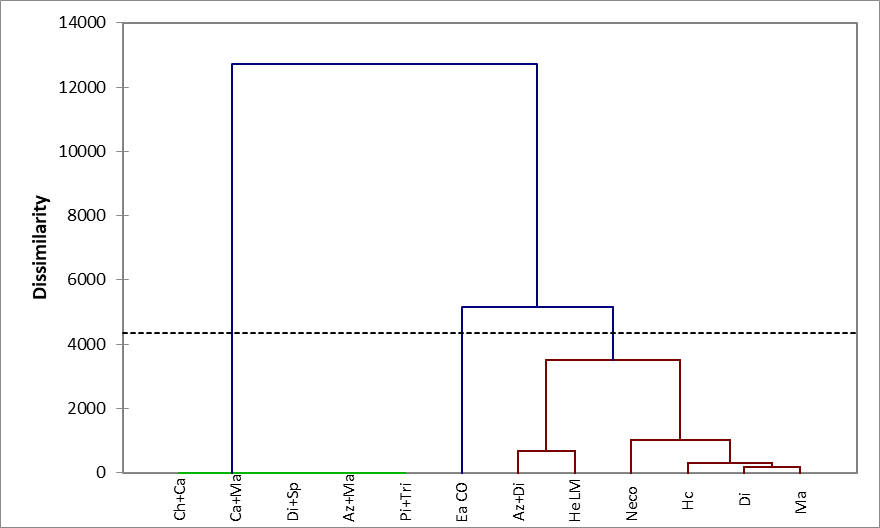 14000
12000
10000
8000
6000
4000
2000
0
Dissimilarity
Ch+Ca
Ca+Ma
Di+Sp
Az+Ma
Pi+Tri
Ea CO
Az+Di
He LM
Neco
Hc
Di
Ma